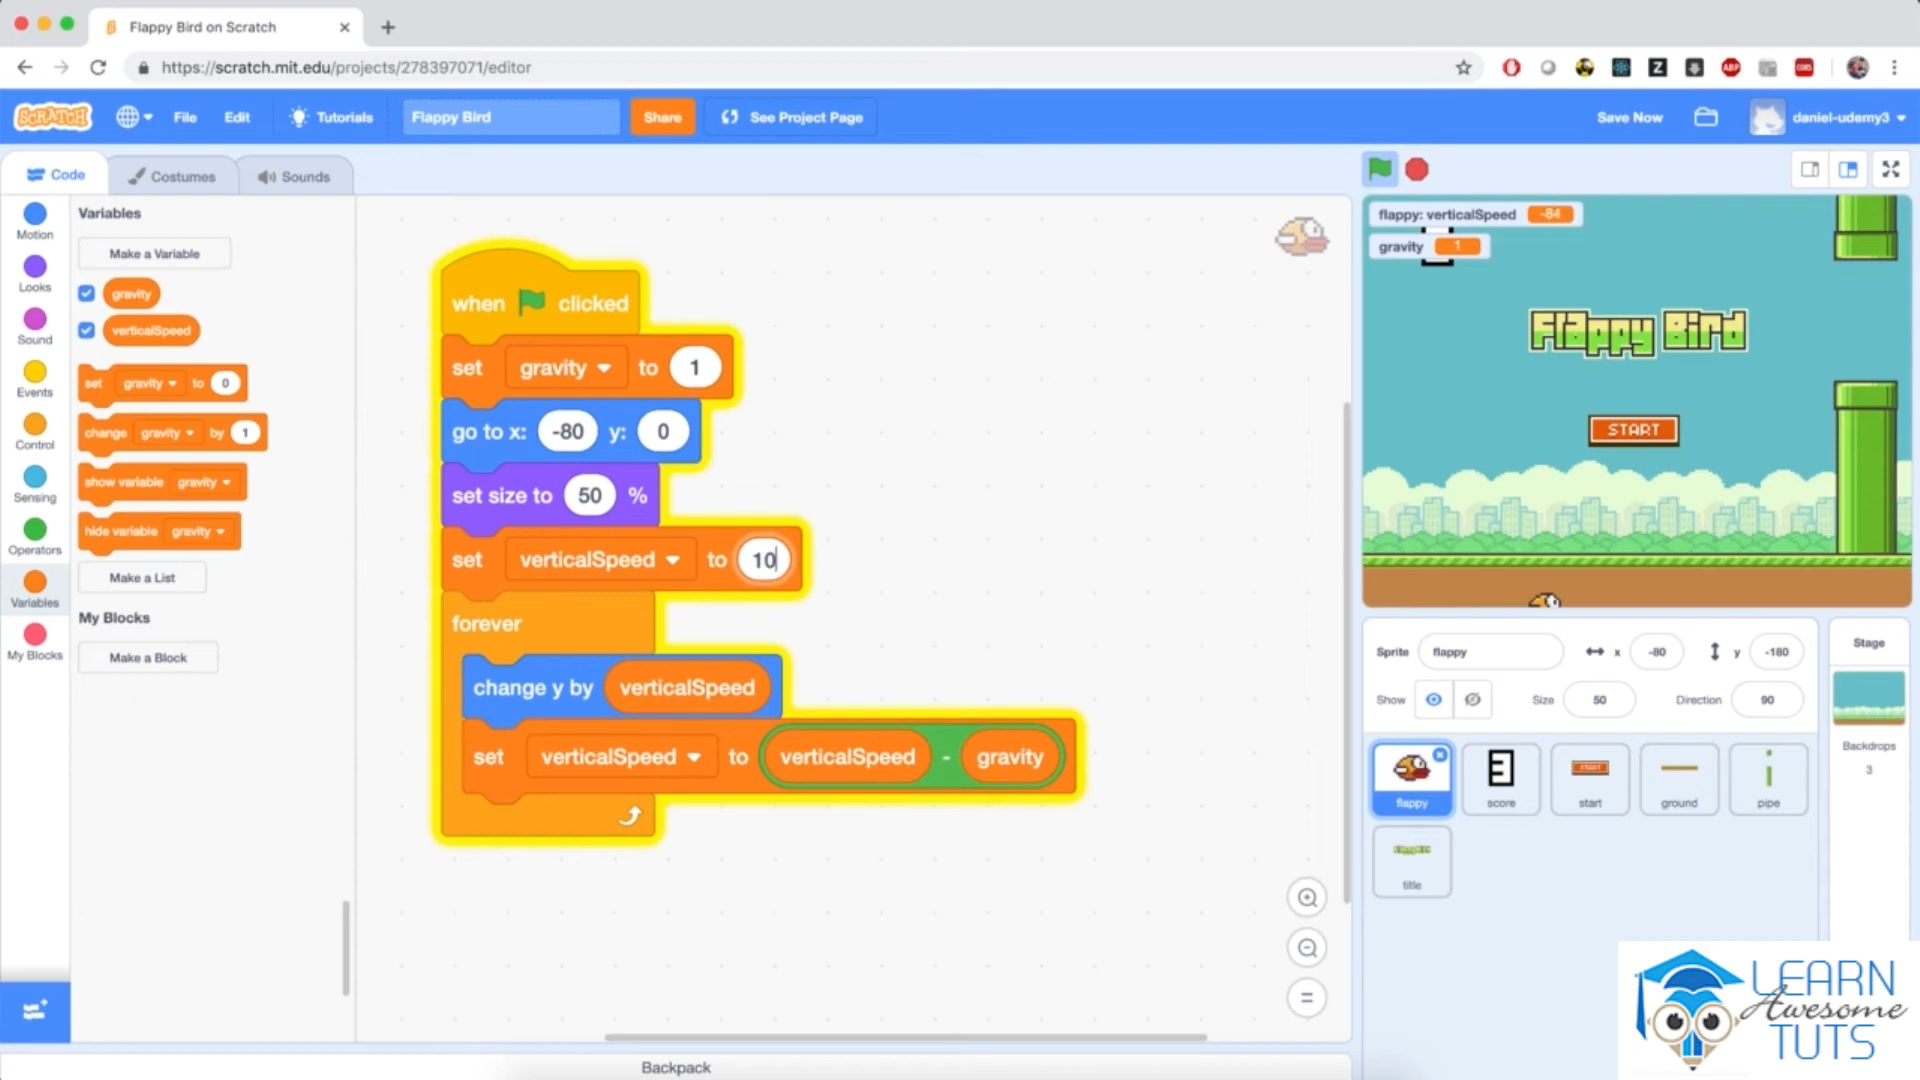 Flappy Bird on Scratch
https://scratch.mit.edu/projects/278397071/editor
Z
ABP
CORS
SCRATCH
File
Edit
Tutorials
Flappy Bird
Share
See Project Page
Save Now
daniel-udemy3
Code
Costumes
Sounds
Motion
Looks
Sound
Events
Control
Sensing
Operators
Variables
My Blocks
Variables
Make a Variable
gravity
verticalSpeed
set gravity to 0
change gravity by 1
show variable gravity
hide variable gravity
Make a List
My Blocks
Make a Block
when clicked
set gravity to 1
go to x: -80 y: 0
set size to 50 %
set verticalSpeed to 10
forever
change y by verticalSpeed
set verticalSpeed to verticalSpeed - gravity
Backpack
flappy: verticalSpeed -84
gravity 1
Flappy Bird
START
Sprite flappy x -80 y -180
Show Size 50 Direction 90
flappy
3
score
START
start
ground
pipe
FlappyBird
title
Stage
Backdrops
3
LEARN
Awesome
TUTS